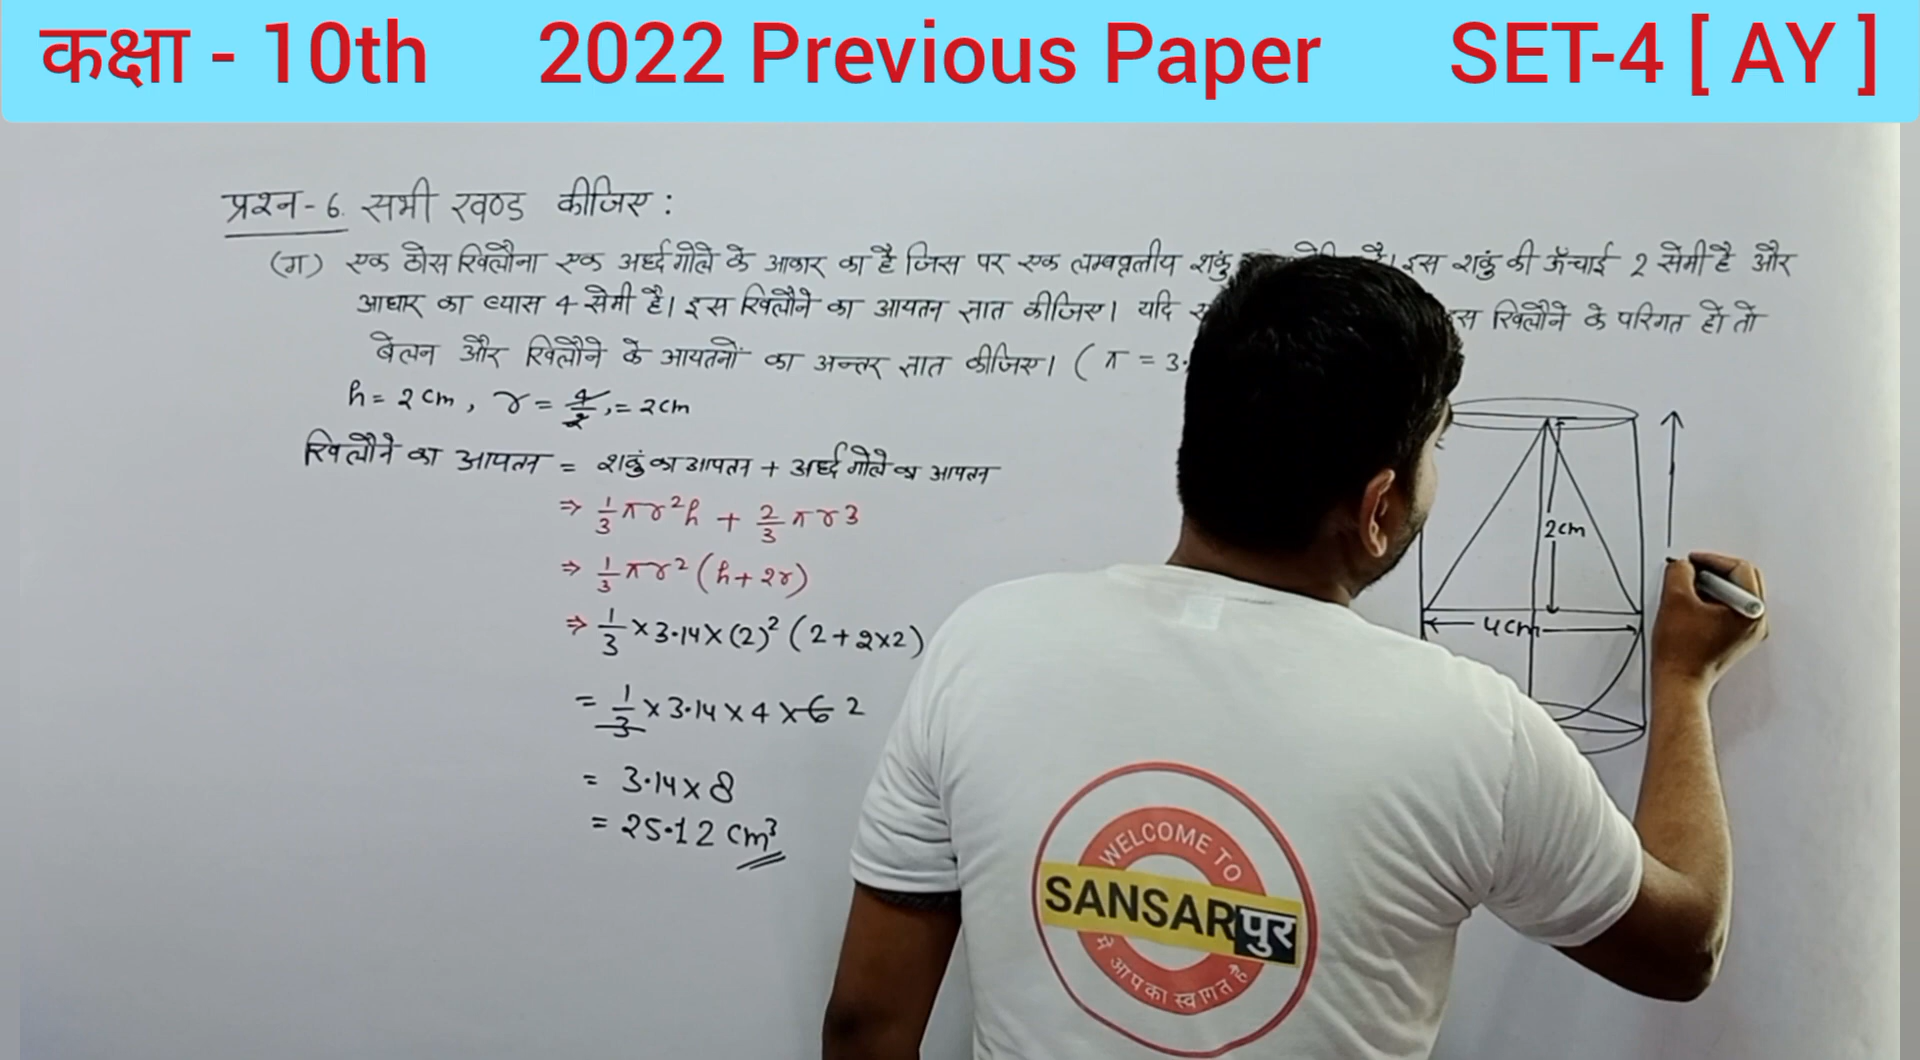 कक्षा - 10th 2022 Previous Paper SET-4 [ AY ]
प्रश्न-6. सभी खण्ड कीजिए :
(ग) एक ठोस खिलौना एक अर्द्धगोले के आकार का है जिस पर एक लम्बवृत्तीय शंकु है। इस शंकु की ऊँचाई 2 सेमी है और
आधार का व्यास 4 सेमी है। इस खिलौने का आयतन ज्ञात कीजिए। यदि स खिलौने के परिगत हो तो
बेलन और खिलौने के आयतनों का अन्तर ज्ञात कीजिए। ( π = 3.
h = 2 cm, r = 4/2, = 2cm
खिलौने का आयतन = शकुं का आयतन + अर्द्धगोले का आयतन
⇒ 1/3 πr²h + 2/3 πr3
⇒ 1/3 πr² (h+2r)
⇒ 1/3 × 3.14 × (2)² (2+2×2)
= 1/3 × 3.14 × 4 × 6 2
= 3.14 × 8
= 25.12 cm³
2cm
4cm
WELCOME TO
SANSARपुर
में आपका स्वागत है